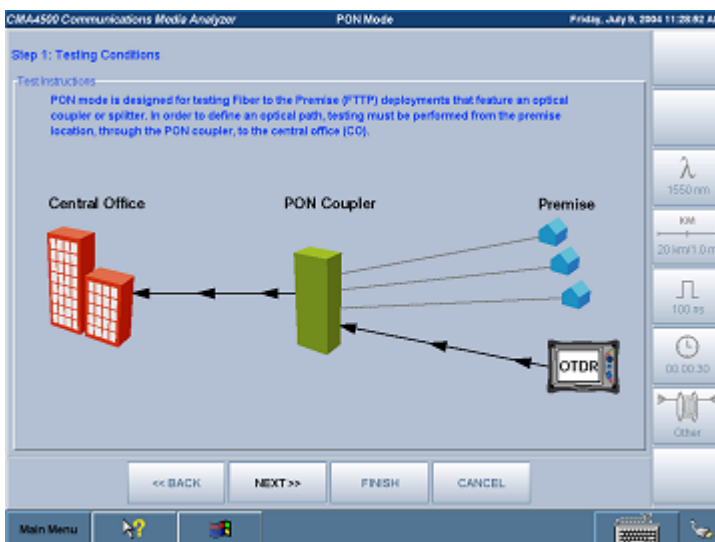 CMA4500 Communications Media Analyzer PON Mode Friday, July 9, 2004 11:28:52 AM
Step 1: Testing Conditions
Test Instructions
PON mode is designed for testing Fiber to the Premise (FTTP) deployments that feature an optical
coupler or splitter. In order to define an optical path, testing must be performed from the premise
location, through the PON coupler, to the central office (CO).
Central Office PON Coupler Premise
OTDR
λ
1550 nm
KM
20 km/1.0 m
100 ns
00:00:30
Other
<< BACK NEXT >> FINISH CANCEL
Main Menu